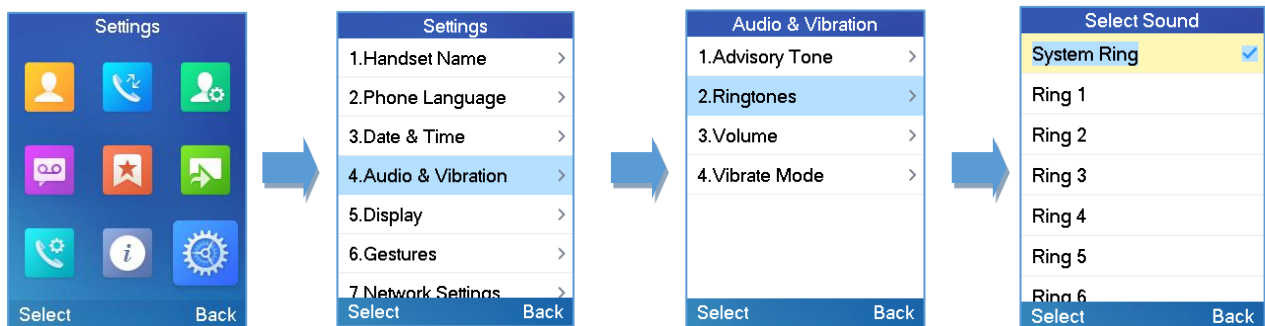 Settings
Select Back
Settings
1.Handset Name
2.Phone Language
3.Date & Time
4.Audio & Vibration
5.Display
6.Gestures
7.Network Settings
Select Back
Audio & Vibration
1.Advisory Tone
2.Ringtones
3.Volume
4.Vibrate Mode
Select Back
Select Sound
System Ring
Ring 1
Ring 2
Ring 3
Ring 4
Ring 5
Ring 6
Select Back